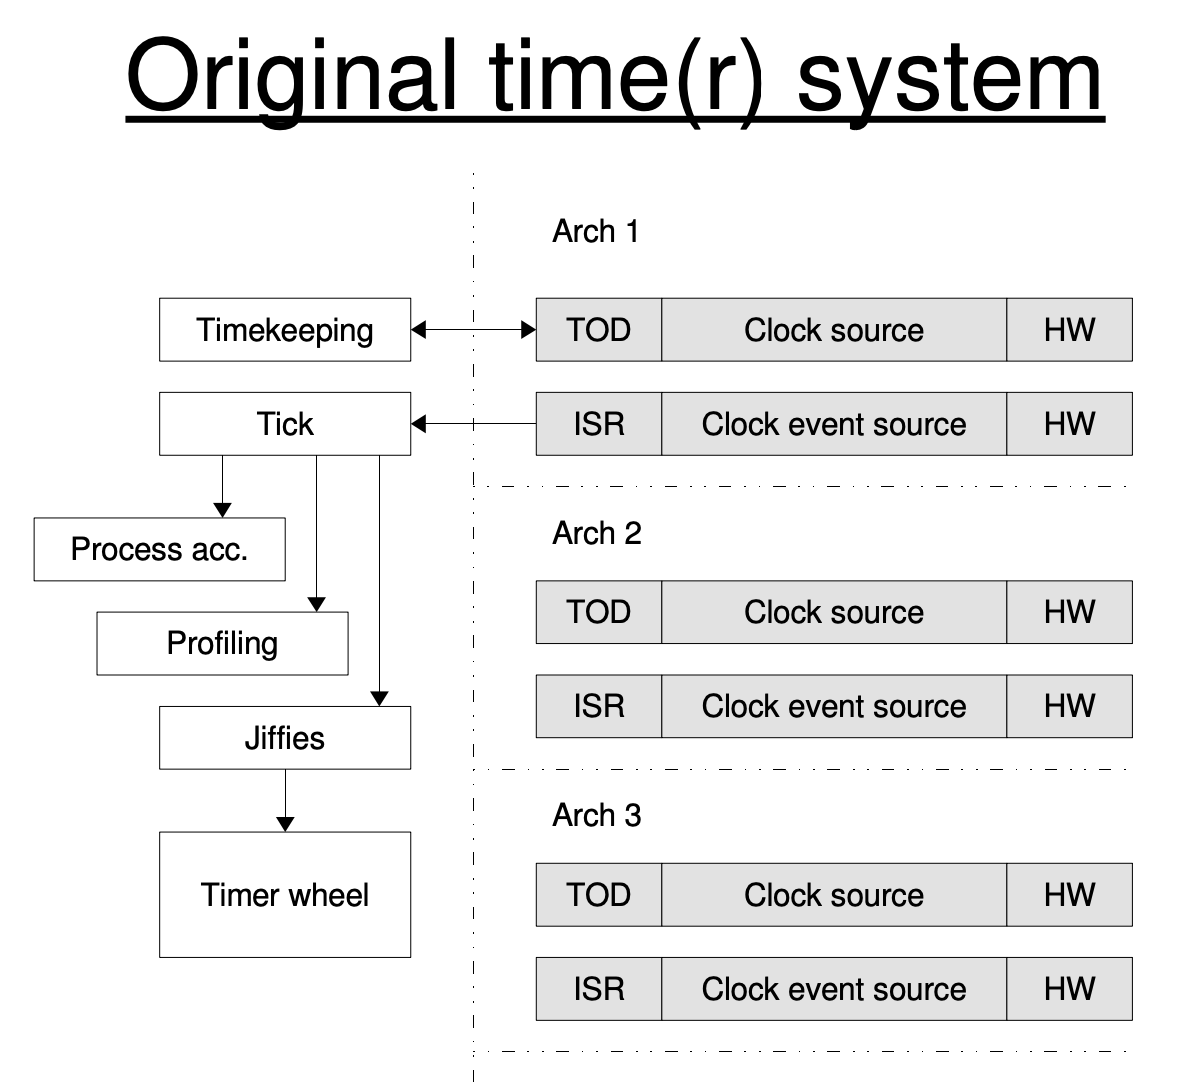 Original time(r) system
Arch 1
Timekeeping
TOD Clock source HW
Tick
ISR Clock event source HW
Process acc.
Profiling
Jiffies
Timer wheel
Arch 2
TOD Clock source HW
ISR Clock event source HW
Arch 3
TOD Clock source HW
ISR Clock event source HW